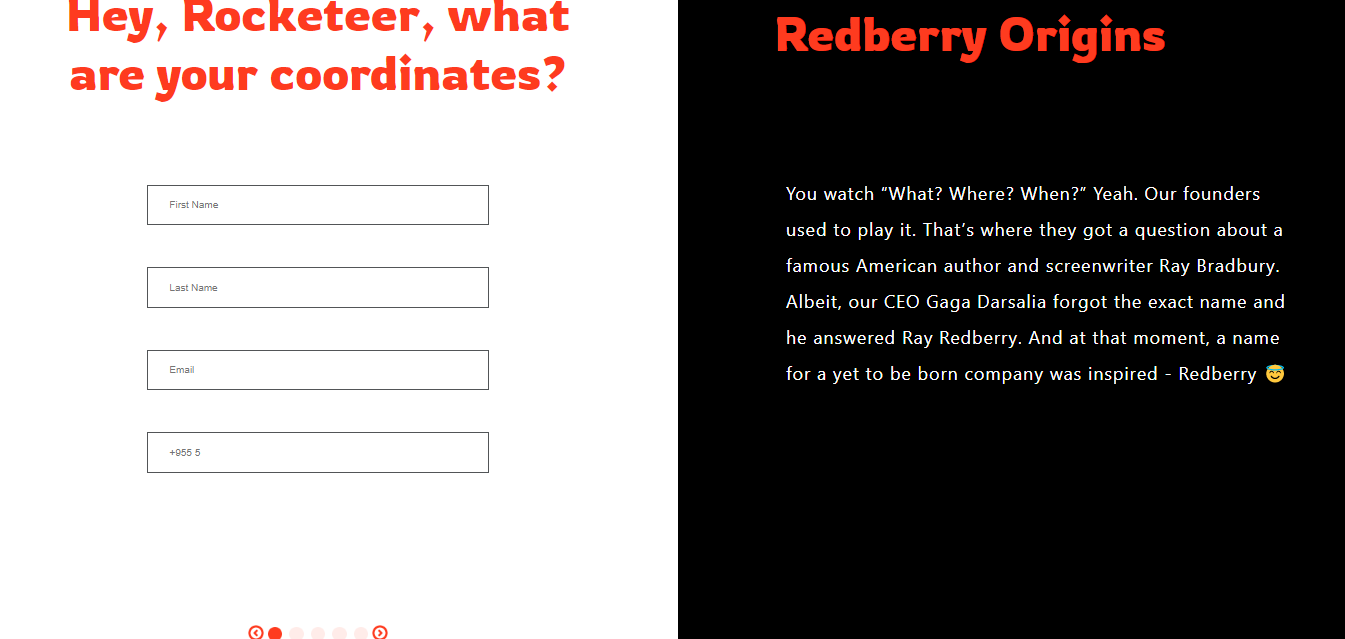 Hey, Rocketeer, what
are your coordinates?
First Name
Last Name
Email
+955 5
Redberry Origins
You watch "What? Where? When?" Yeah. Our founders
used to play it. That’s where they got a question about a
famous American author and screenwriter Ray Bradbury.
Albeit, our CEO Gaga Darsalia forgot the exact name and
he answered Ray Redberry. And at that moment, a name
for a yet to be born company was inspired - Redberry 😇